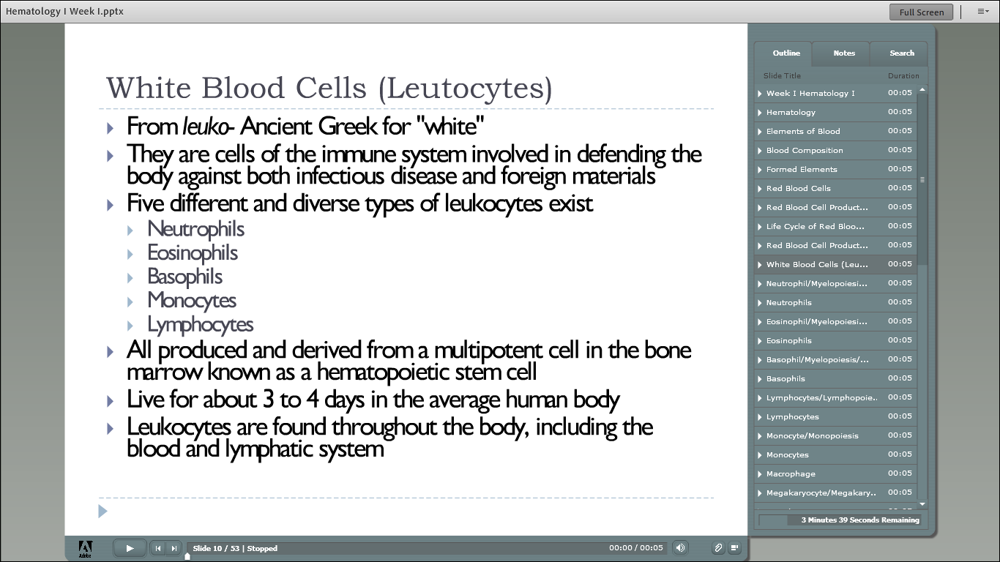 Hematology I Week I.pptx
Full Screen
White Blood Cells (Leutocytes)
From leuko- Ancient Greek for "white"
They are cells of the immune system involved in defending the
body against both infectious disease and foreign materials
Five different and diverse types of leukocytes exist
Neutrophils
Eosinophils
Basophils
Monocytes
Lymphocytes
All produced and derived from a multipotent cell in the bone
marrow known as a hematopoietic stem cell
Live for about 3 to 4 days in the average human body
Leukocytes are found throughout the body, including the
blood and lymphatic system
Outline Notes Search
Slide Title Duration
Week I Hematology I 00:05
Hematology 00:05
Elements of Blood 00:05
Blood Composition 00:05
Formed Elements 00:05
Red Blood Cells 00:05
Red Blood Cell Product... 00:05
Life Cycle of Red Bloo... 00:05
Red Blood Cell Product... 00:05
White Blood Cells (Leu... 00:05
Neutrophil/Myelopoiesi... 00:05
Neutrophils 00:05
Eosinophil/Myelopoiesi... 00:05
Eosinophils 00:05
Basophil/Myelopoiesis/... 00:05
Basophils 00:05
Lymphocytes/Lymphopoie.. 00:05
Lymphocytes 00:05
Monocyte/Monopoiesis 00:05
Monocytes 00:05
Macrophage 00:05
Megakaryocyte/Megakary.. 00:05
3 Minutes 39 Seconds Remaining
Adobe
Slide 10 / 53 | Stopped 00:00 / 00:05